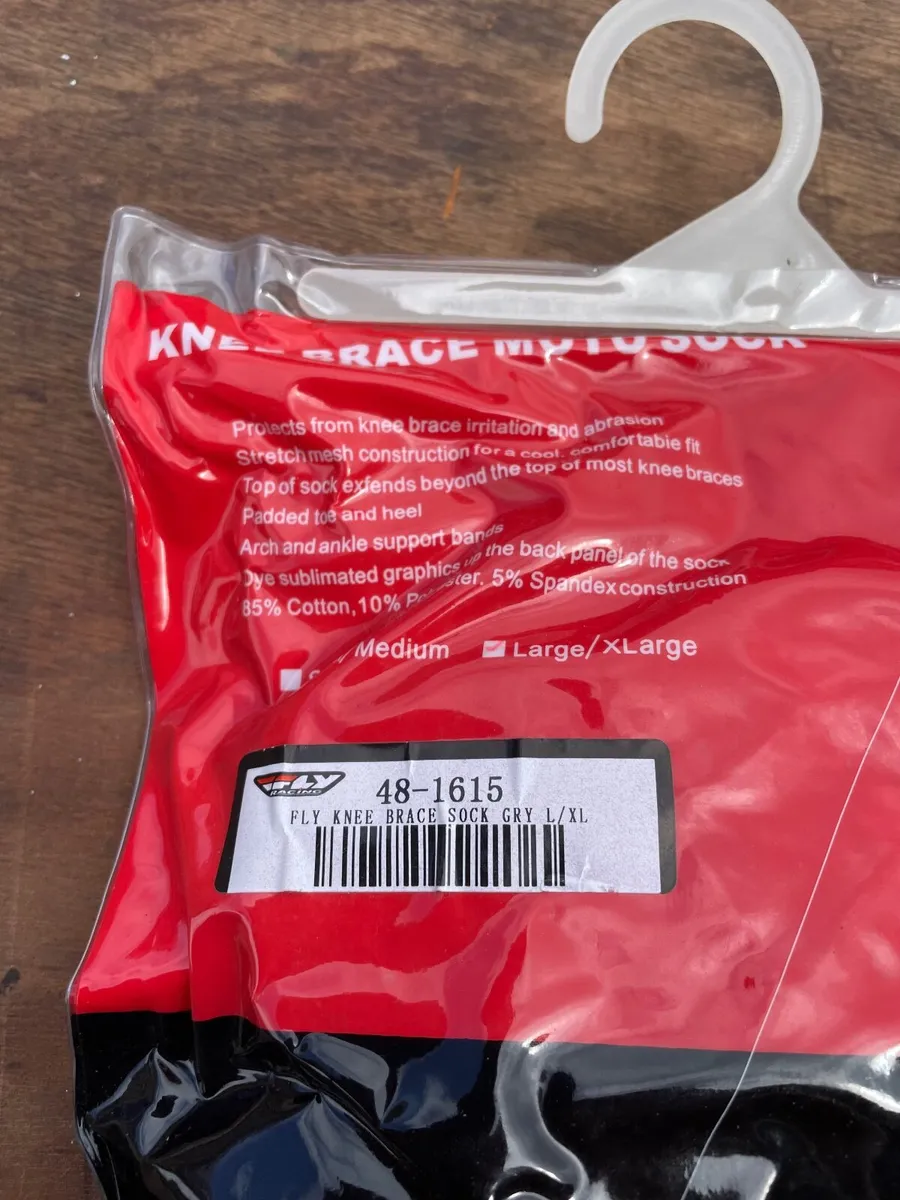 KNEE BRACE MOTO SOCK
Protects from knee brace irritation and abrasion
Stretchmesh construction for a cool, comfortable fit
Top of sock exfends beyond the top of most knee braces
Padded toe and heel
Arch and ankle support bands
Dye sublimated graphics up the back panel of the sock
85% Cotton,10% Polyester, 5% Spandex construction
Medium Large/XLarge
FLY
RACING
48-1615
FLY KNEE BRACE SOCK GRY L/XL